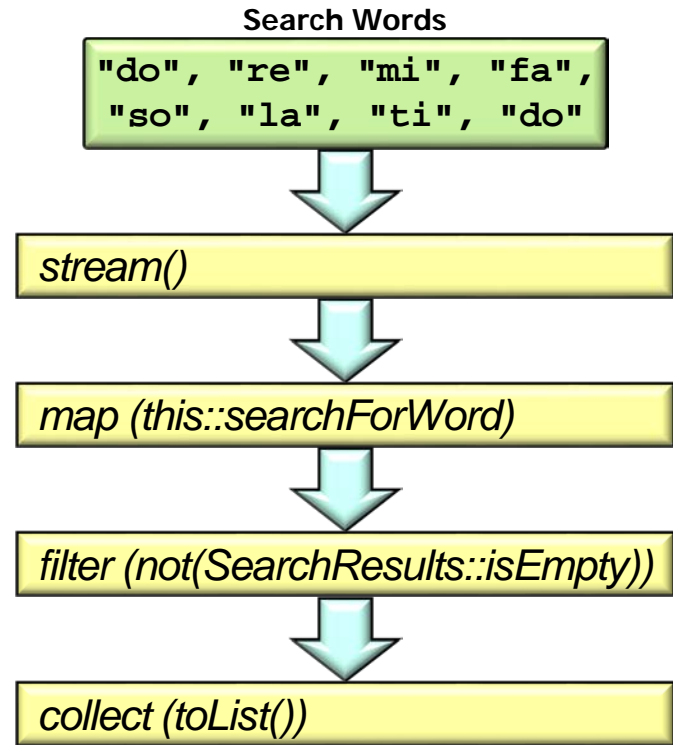 Search Words
"do", "re", "mi", "fa",
"so", "la", "ti", "do"
stream()
map (this::searchForWord)
filter (not(SearchResults::isEmpty))
collect (toList())